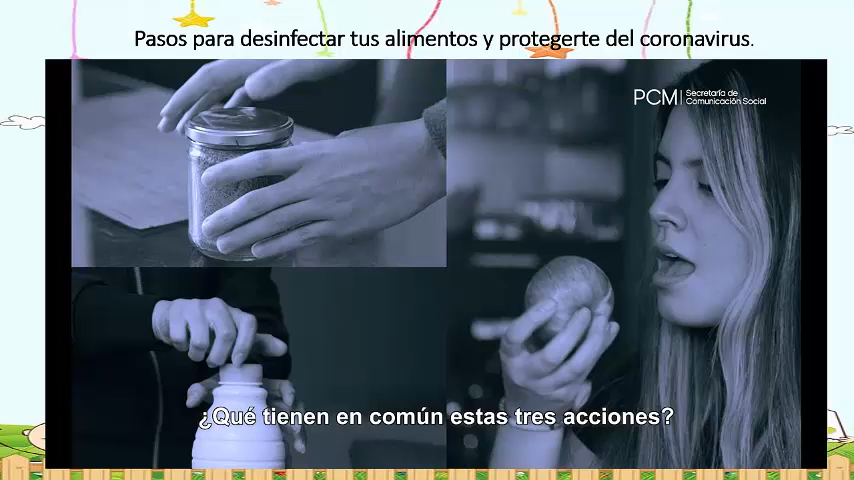 Pasos para desinfectar tus alimentos y protegerte del coronavirus.
PCM
Secretaría de
Comunicación Social
¿Qué tienen en común estas tres acciones?